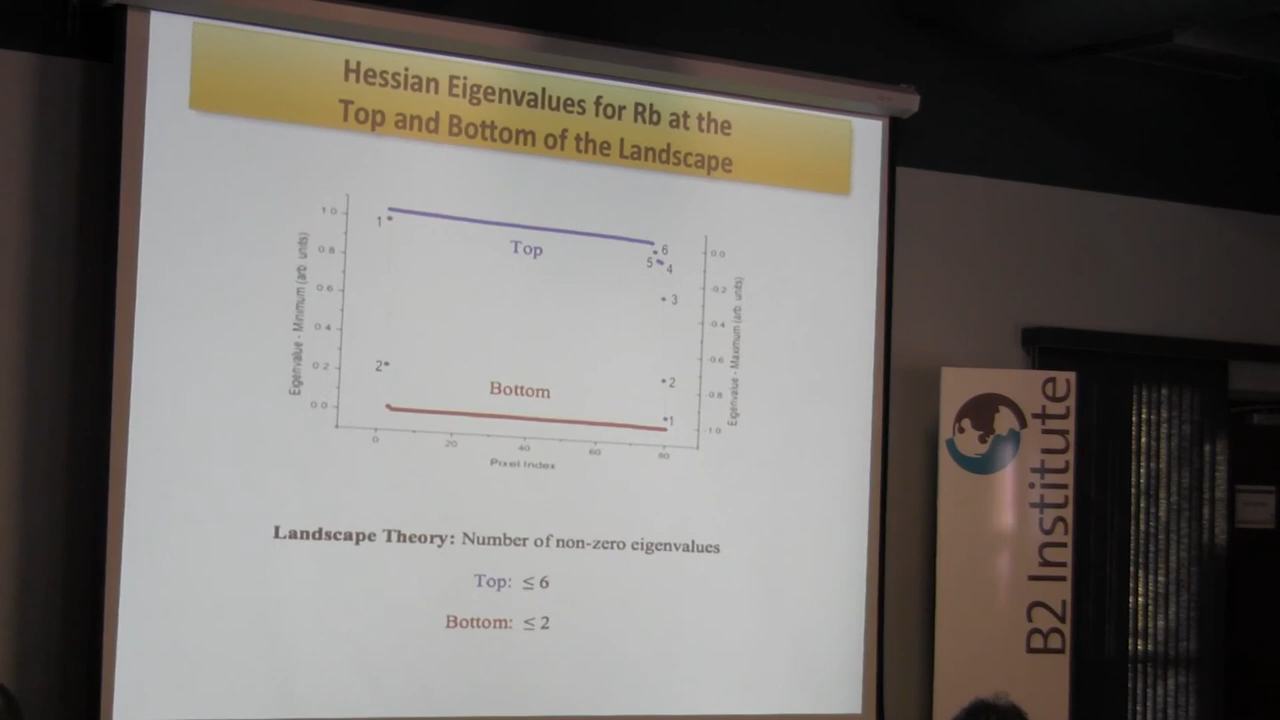 Hessian Eigenvalues for Rb at the
Top and Bottom of the Landscape
1.0
0.8
0.6
0.4
0.2
0.0
Eigenvalue - Minimum (arb. units)
1
2
Top
Bottom
6
5 4
3
2
1
0.0
-0.2
-0.4
-0.6
-0.8
-1.0
Eigenvalue - Maximum (arb. units)
0 20 40 60 80
Pixel Index
Landscape Theory: Number of non-zero eigenvalues
Top: ≤ 6
Bottom: ≤ 2
B2 Institute